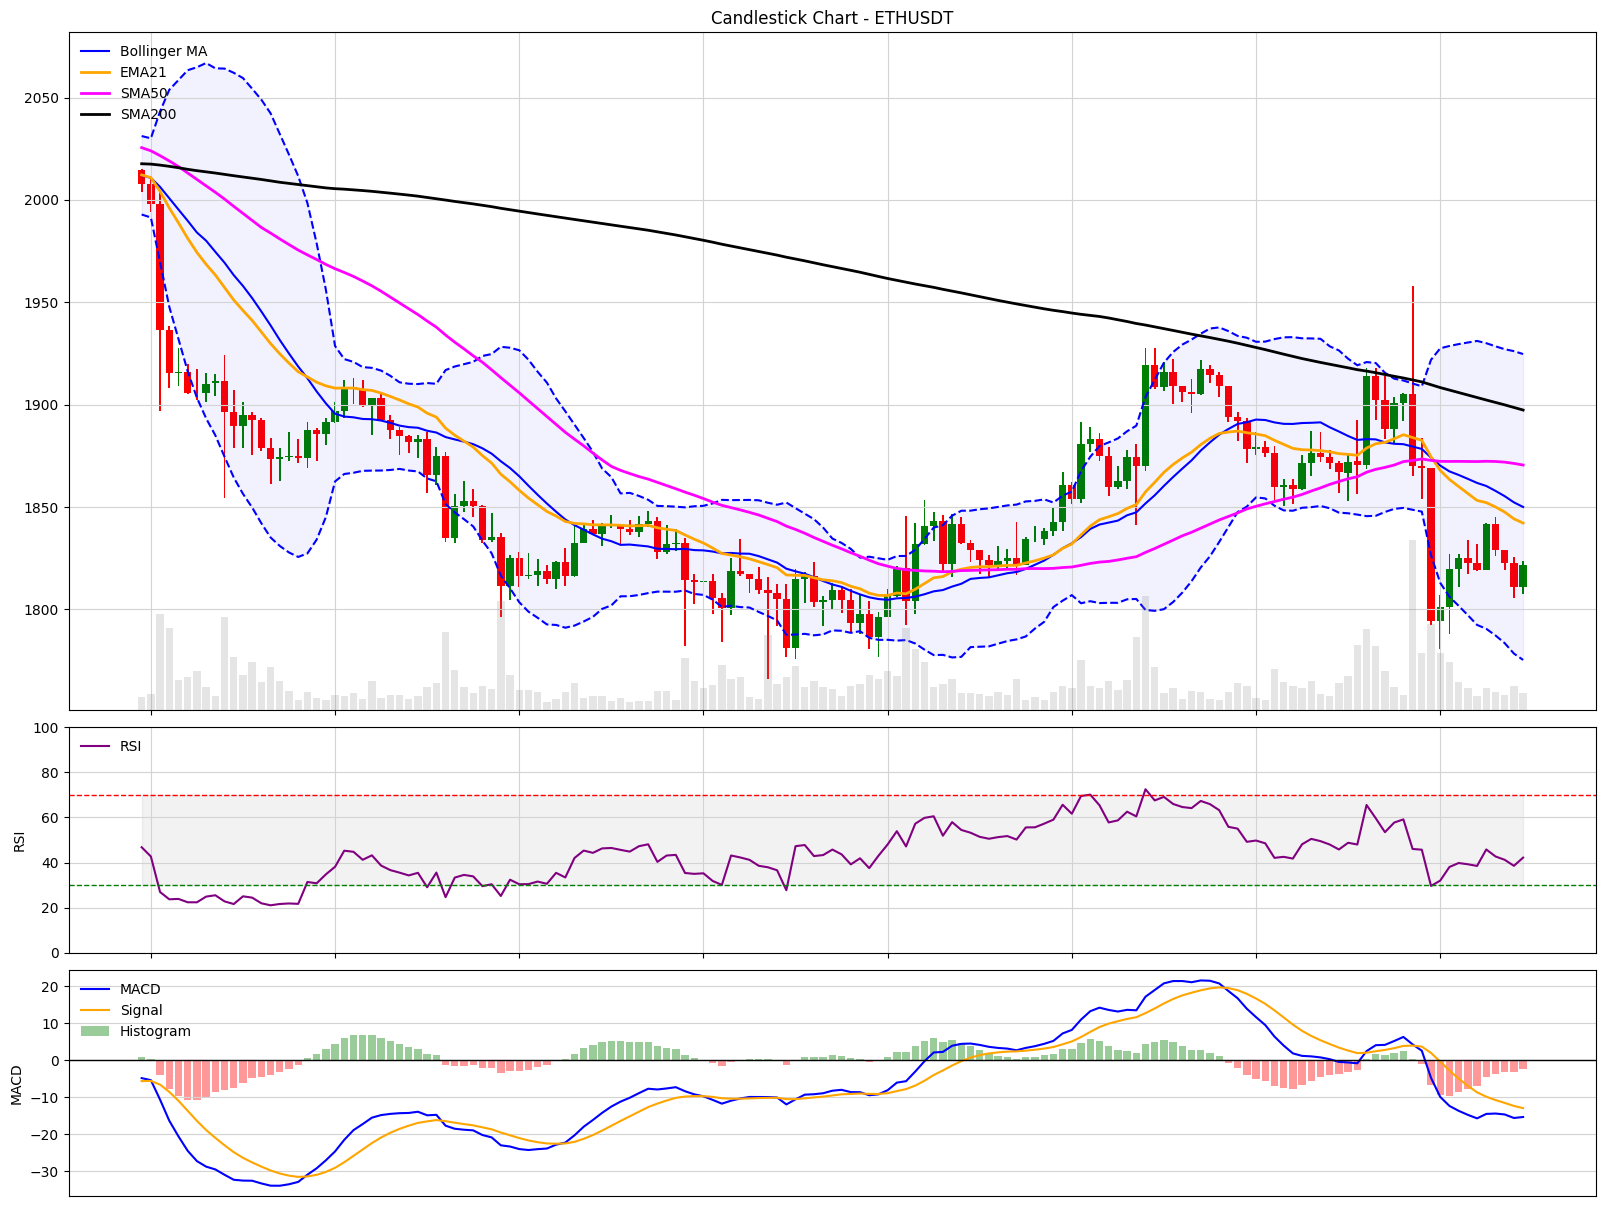 Candlestick Chart - ETHUSDT
Bollinger MA
EMA21
SMA50
SMA200
2050
2000
1950
1900
1850
1800
RSI
100
80
60
40
20
0
RSI
MACD
Signal
Histogram
20
10
0
−10
−20
−30
MACD